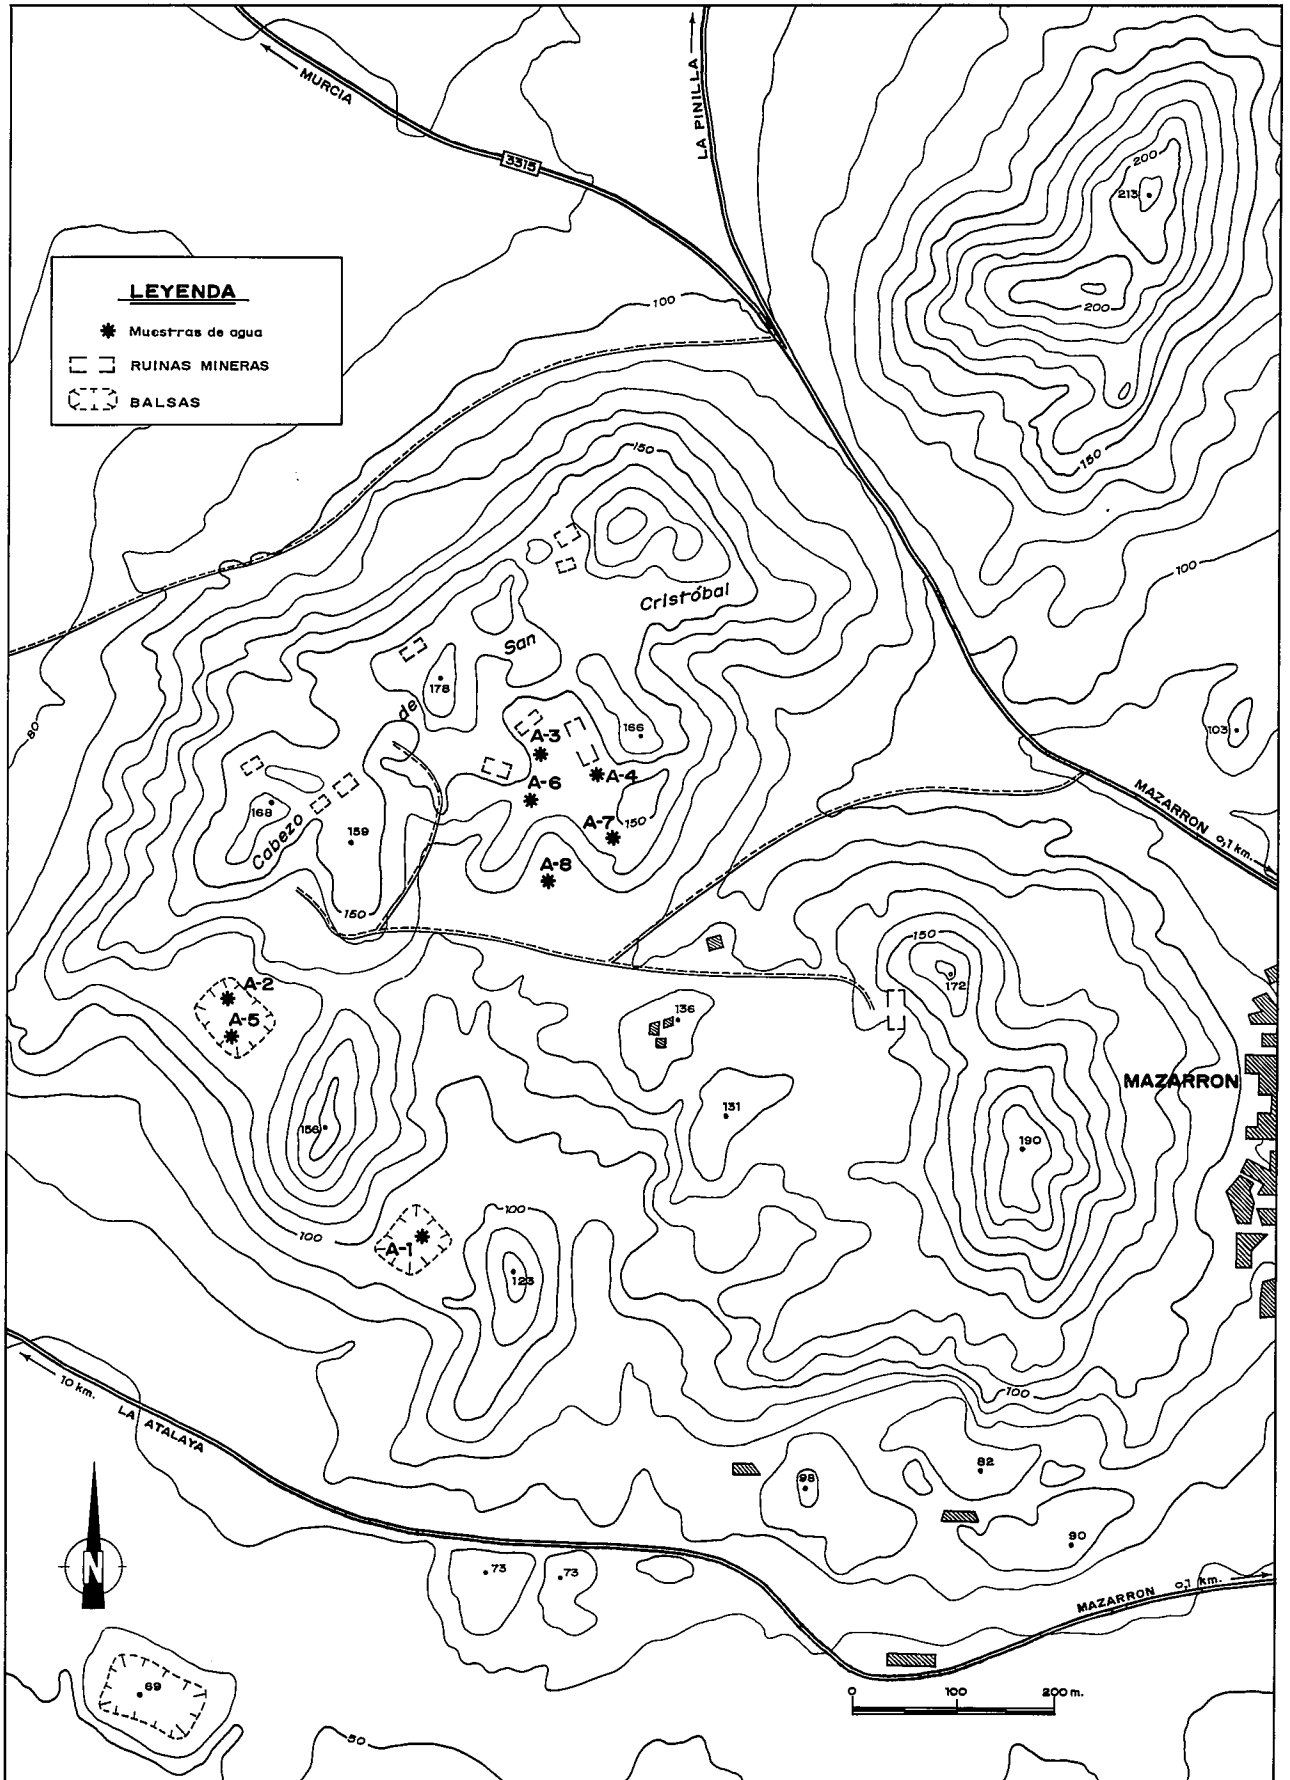 MURCIA
3315
LA PINILLA
200
213
200
150
100
103
LEYENDA
Muestras de agua
RUINAS MINERAS
BALSAS
100
150
80
Cabezo de San Cristóbal
178
166
168
159
150
150
A-3
A-4
A-6
A-7
A-8
MAZARRON 0,1 km.
A-2
A-5
136
131
150
172
190
MAZARRON
156
100
A-1
100
123
100
10 km.
LA ATALAYA
98
82
90
73
73
MAZARRON 0,1 km.
N
69
50
0 100 200 m.